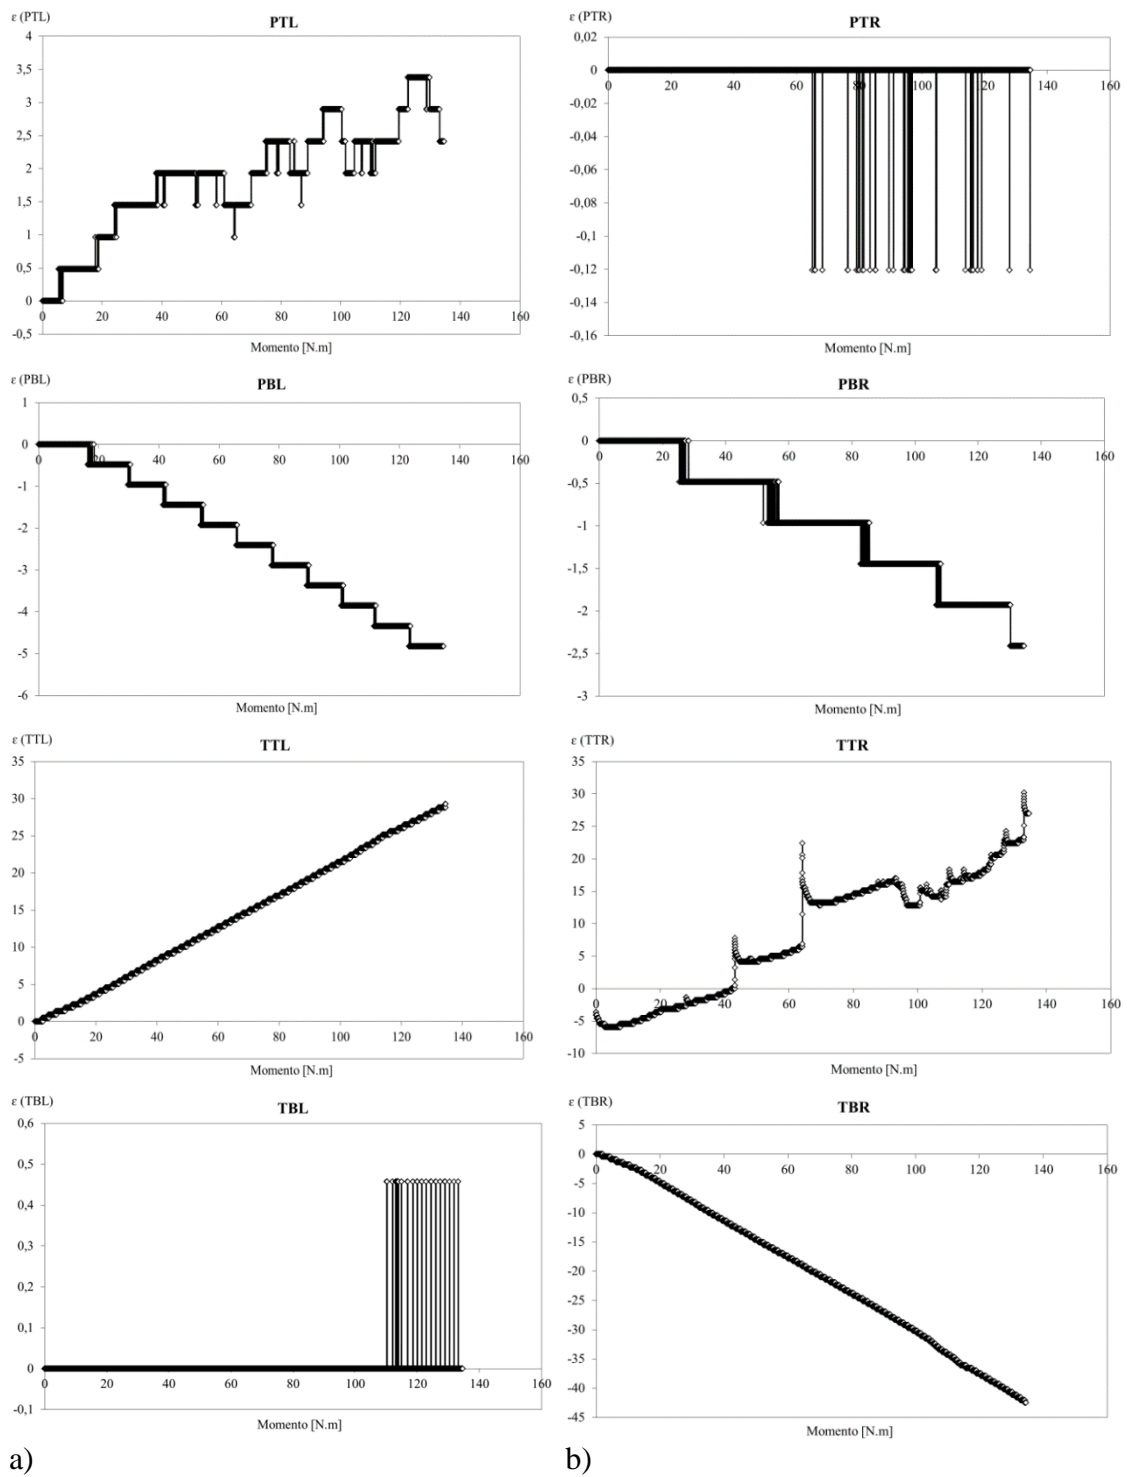 ε (PTL)
PTL
4
3,5
3
2,5
2
1,5
1
0,5
0
-0,5
0 20 40 60 80 100 120 140 160
Momento [N.m]
ε (PTR)
PTR
0,02
0
-0,02
-0,04
-0,06
-0,08
-0,1
-0,12
-0,14
-0,16
0 20 40 60 80 100 120 140 160
Momento [N.m]
ε (PBL)
PBL
1
0
-1
-2
-3
-4
-5
-6
0 20 40 60 80 100 120 140 160
Momento [N.m]
ε (PBR)
PBR
0,5
0
-0,5
-1
-1,5
-2
-2,5
-3
0 20 40 60 80 100 120 140 160
Momento [N.m]
ε (TTL)
TTL
35
30
25
20
15
10
5
0
-5
0 20 40 60 80 100 120 140 160
Momento [N.m]
ε (TTR)
TTR
35
30
25
20
15
10
5
0
-5
-10
0 20 40 60 80 100 120 140 160
Momento [N.m]
ε (TBL)
TBL
0,6
0,5
0,4
0,3
0,2
0,1
0
-0,1
0 20 40 60 80 100 120 140 160
Momento [N.m]
ε (TBR)
TBR
5
0
-5
-10
-15
-20
-25
-30
-35
-40
-45
0 20 40 60 80 100 120 140 160
Momento [N.m]
a) b)